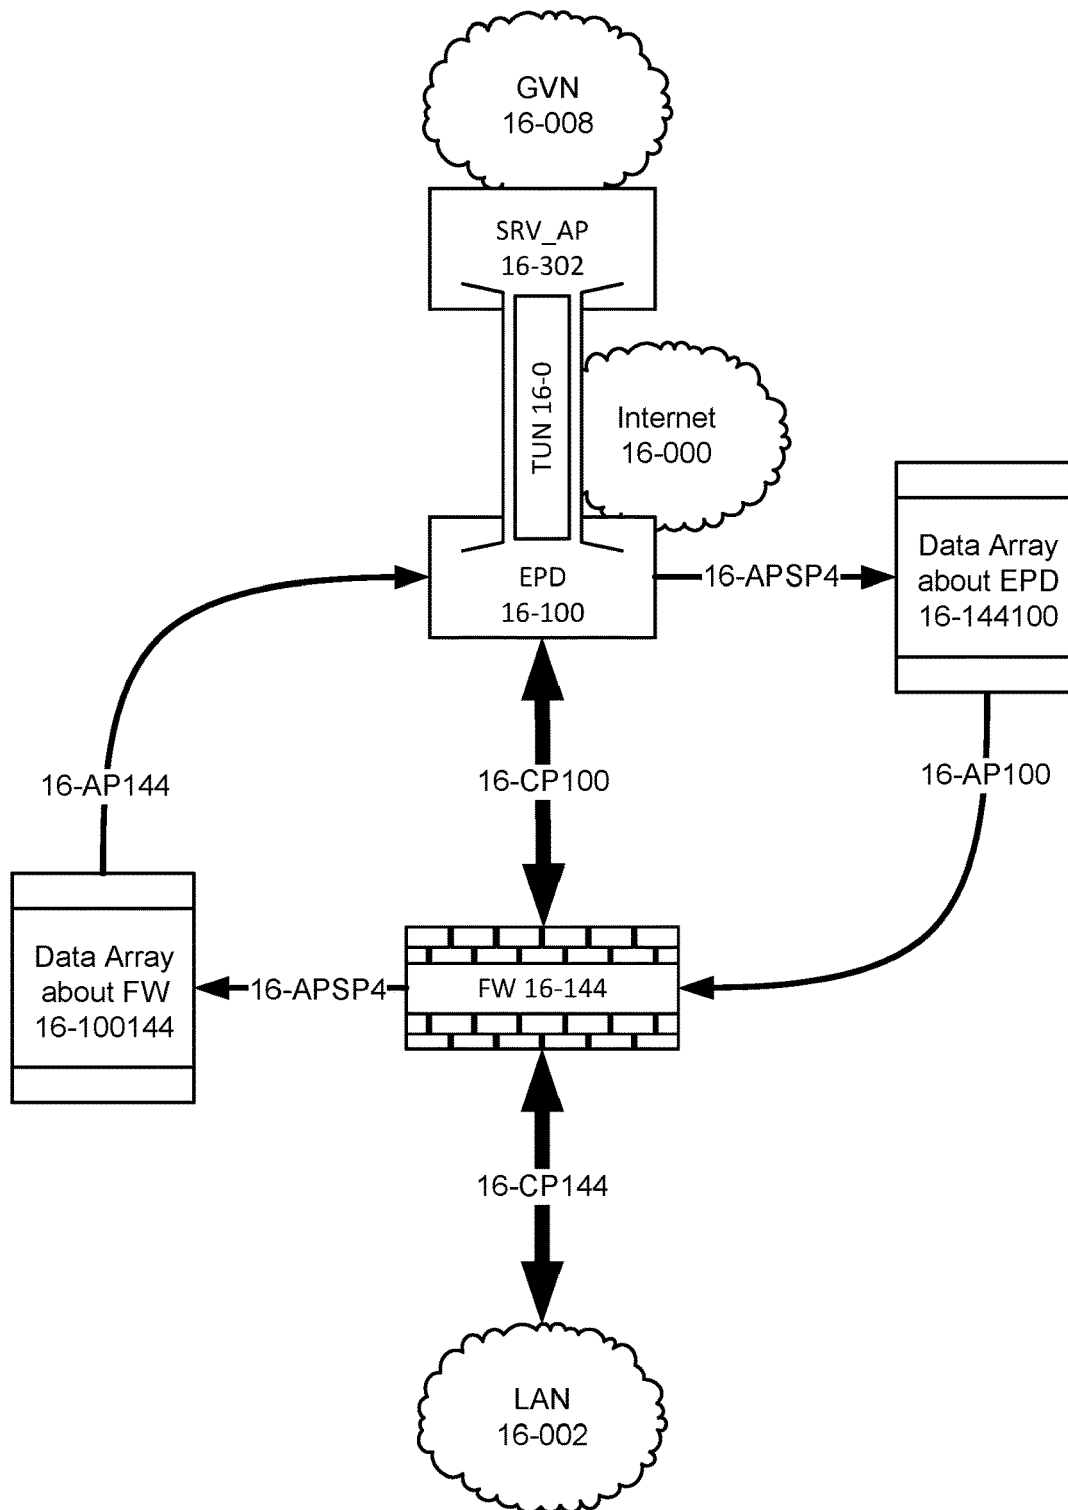 GVN
16-008
SRV_AP
16-302
TUN 16-0
Internet
16-000
EPD
16-100
16-APSP4
Data Array
about EPD
16-144100
16-AP144
16-CP100
16-AP100
Data Array
about FW
16-100144
16-APSP4
FW 16-144
16-CP144
LAN
16-002